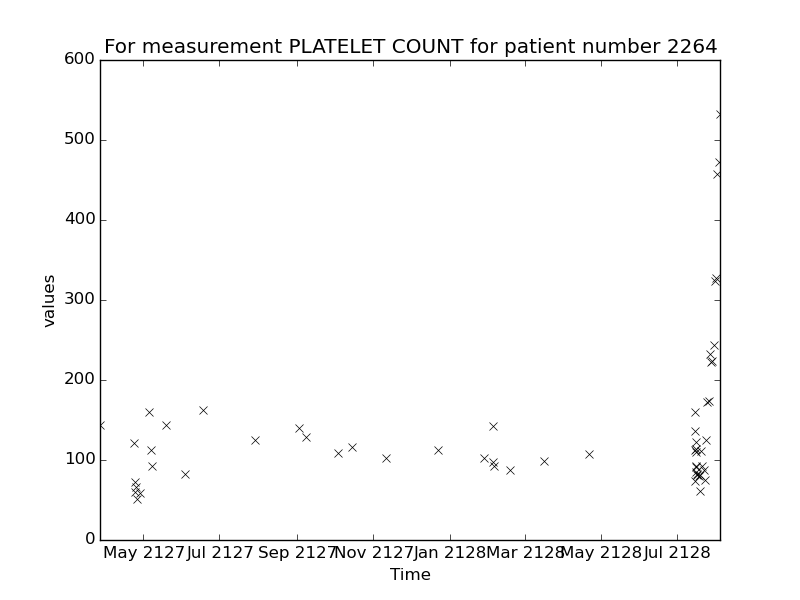 For measurement PLATELET COUNT for patient number 2264
600
500
400
300
200
100
0
values
May 2127 Jul 2127 Sep 2127 Nov 2127 Jan 2128 Mar 2128 May 2128 Jul 2128
Time